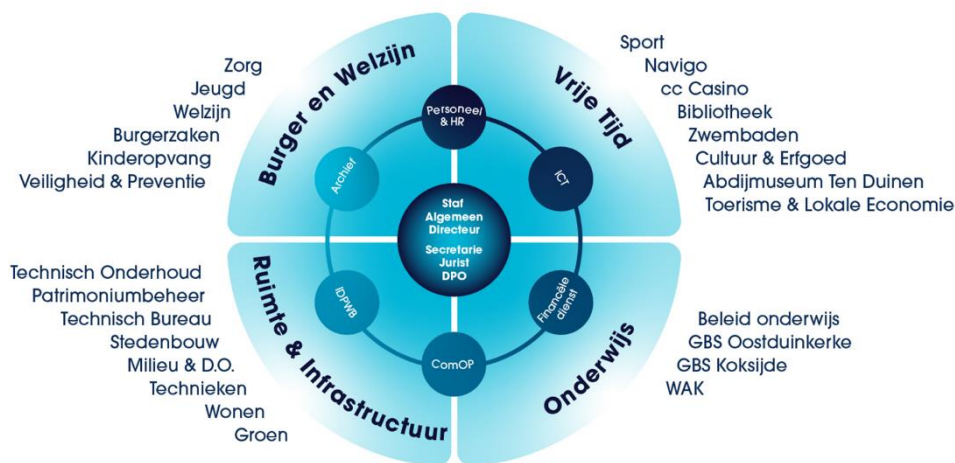 Burger en Welzijn
Zorg
Jeugd
Welzijn
Burgerzaken
Kinderopvang
Veiligheid & Preventie
Vrije Tijd
Sport
Navigo
cc Casino
Bibliotheek
Zwembaden
Cultuur & Erfgoed
Abdijmuseum Ten Duinen
Toerisme & Lokale Economie
Personeel
& HR
Archief
ICT
Staf
Algemeen
Directeur
Secretarie
Jurist
DPO
IDPWB
Financiële
dienst
ComOP
Ruimte & Infrastructuur
Technisch Onderhoud
Patrimoniumbeheer
Technisch Bureau
Stedenbouw
Milieu & D.O.
Technieken
Wonen
Groen
Onderwijs
Beleid onderwijs
GBS Oostduinkerke
GBS Koksijde
WAK